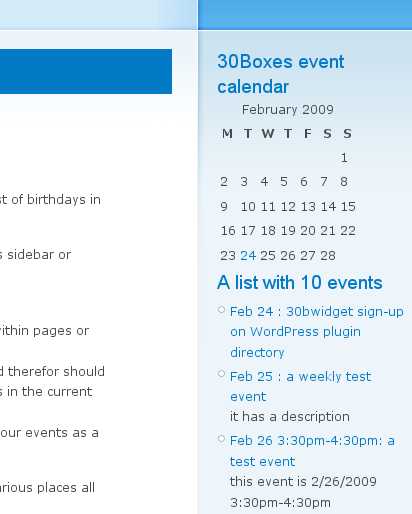 st of birthdays in
s sidebar or
vithin pages or
d therefor should
s in the current
our events as a
rious places all
30Boxes event
calendar
February 2009
M T W T F S S
1
2 3 4 5 6 7 8
9 10 11 12 13 14 15
16 17 18 19 20 21 22
23 24 25 26 27 28
A list with 10 events
Feb 24 : 30bwidget sign-up
on WordPress plugin
directory
Feb 25 : a weekly test
event
it has a description
Feb 26 3:30pm-4:30pm: a
test event
this event is 2/26/2009
3:30pm-4:30pm